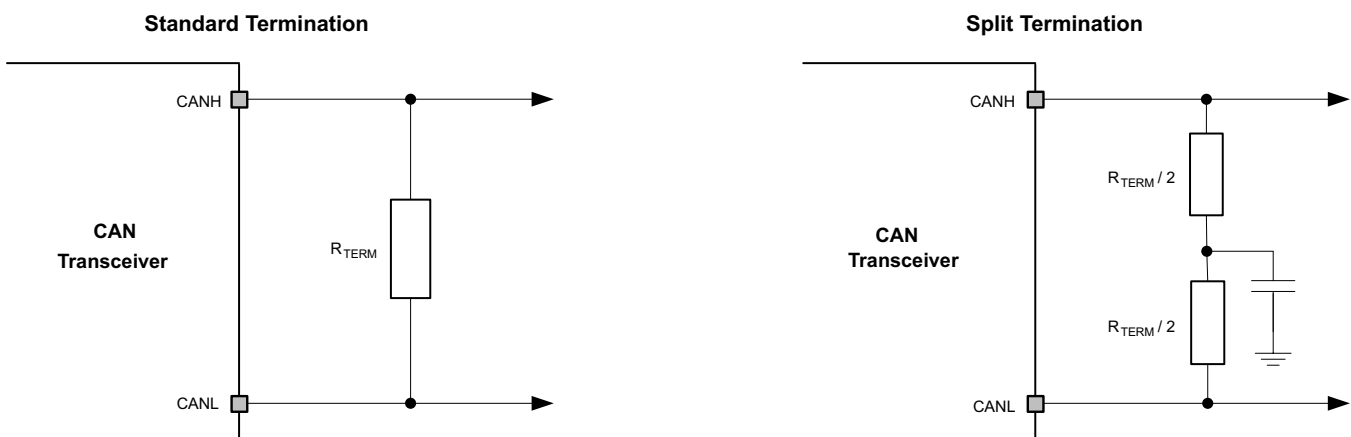 Standard Termination
CANH
CAN
Transceiver
RTERM
CANL
Split Termination
CANH
RTERM / 2
CAN
Transceiver
RTERM / 2
CANL